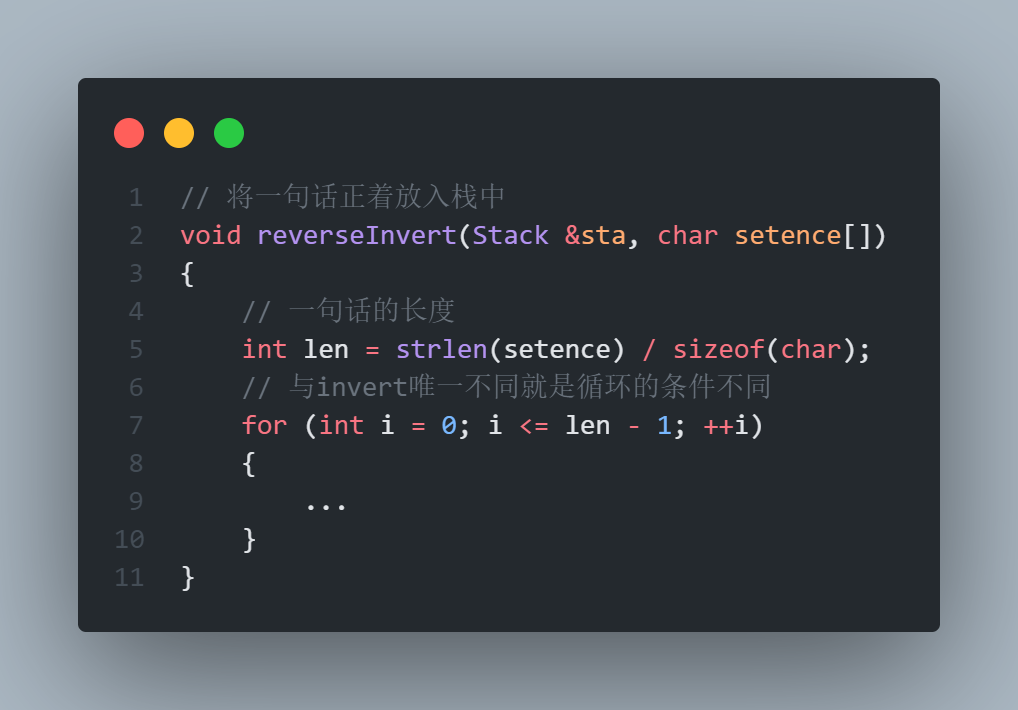 1 // 将一句话正着放入栈中
2 void reverseInvert(Stack &sta, char setence[])
3 {
4     // 一句话的长度
5     int len = strlen(setence) / sizeof(char);
6     // 与invert唯一不同就是循环的条件不同
7     for (int i = 0; i <= len - 1; ++i)
8     {
9         ...
10     }
11 }